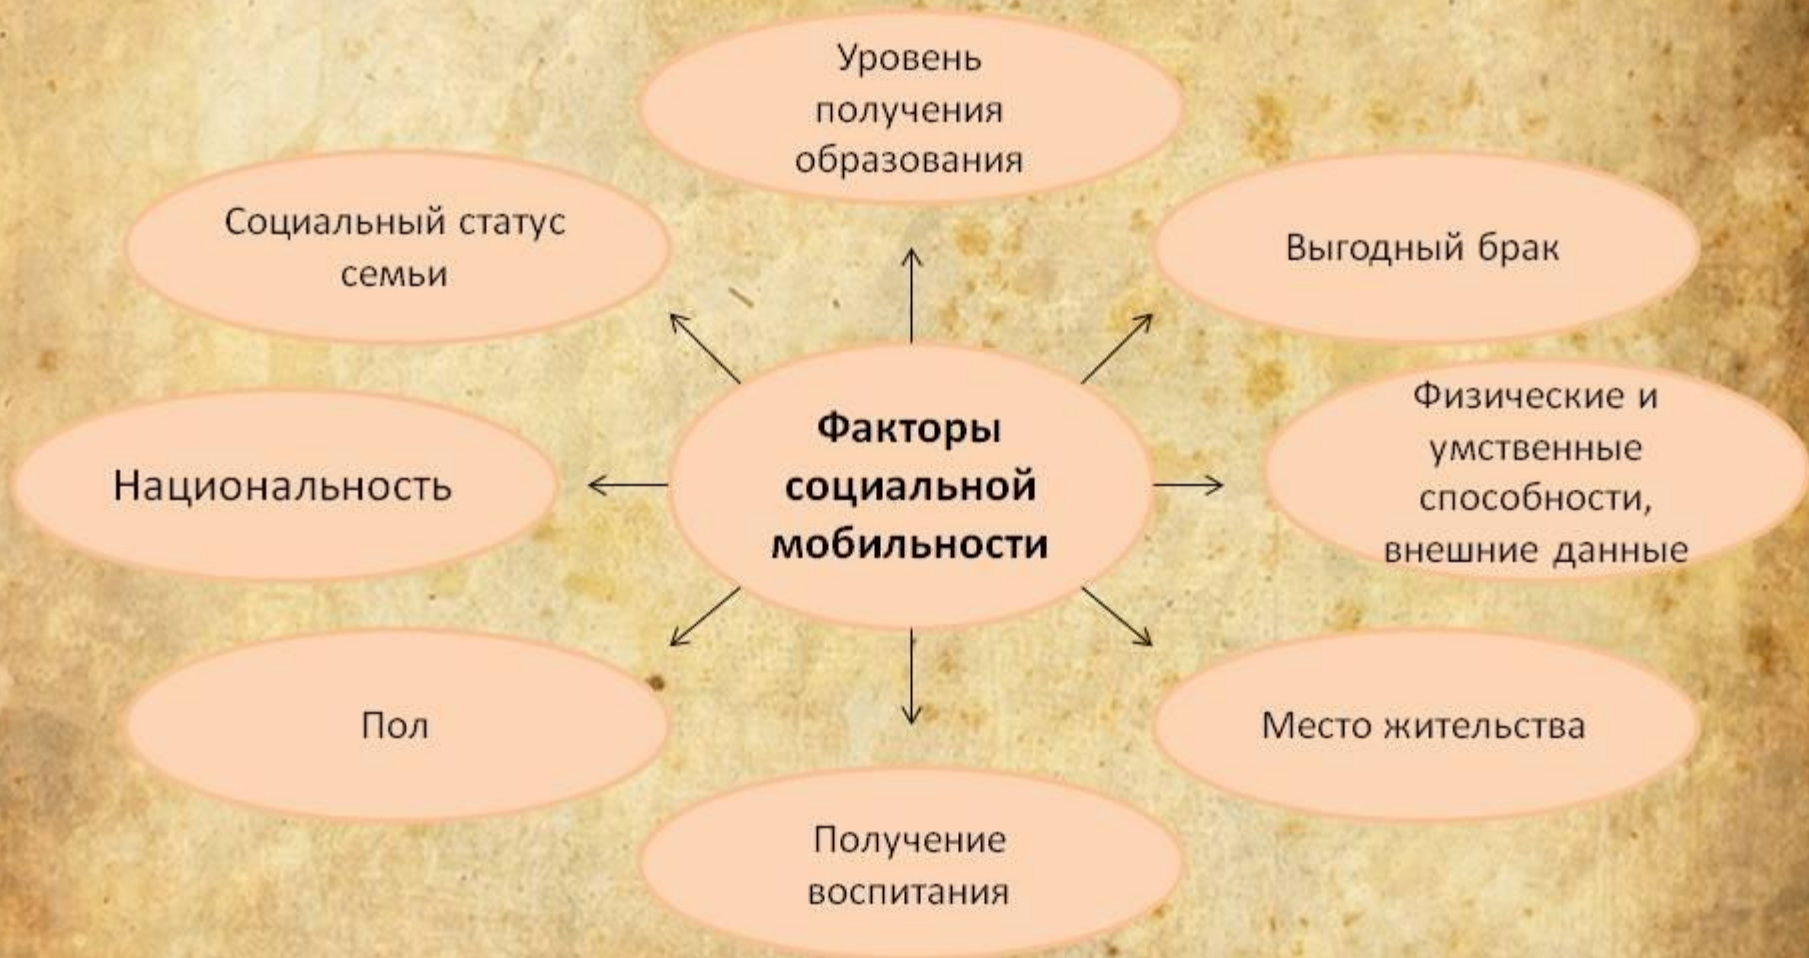 Уровень
получения
образования
Социальный статус
семьи
Выгодный брак
Физические и
умственные
способности,
внешние данные
Факторы
социальной
мобильности
Национальность
Пол
Место жительства
Получение
воспитания